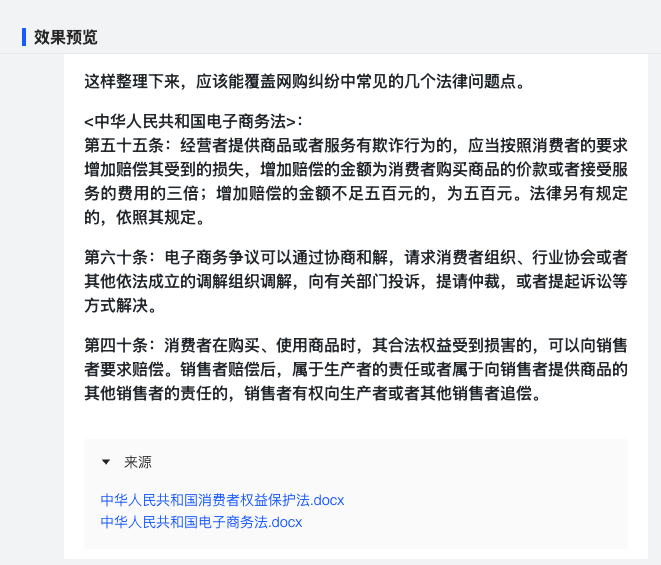 效果预览
这样整理下来，应该能覆盖网购纠纷中常见的几个法律问题点。
<中华人民共和国电子商务法>：
第五十五条：经营者提供商品或者服务有欺诈行为的，应当按照消费者的要求
增加赔偿其受到的损失，增加赔偿的金额为消费者购买商品的价款或者接受服
务的费用的三倍；增加赔偿的金额不足五百元的，为五百元。法律另有规定
的，依照其规定。
第六十条：电子商务争议可以通过协商和解，请求消费者组织、行业协会或者
其他依法成立的调解组织调解，向有关部门投诉，提请仲裁，或者提起诉讼等
方式解决。
第四十条：消费者在购买、使用商品时，其合法权益受到损害的，可以向销售
者要求赔偿。销售者赔偿后，属于生产者的责任或者属于向销售者提供商品的
其他销售者的责任的，销售者有权向生产者或者其他销售者追偿。
来源
中华人民共和国消费者权益保护法.docx
中华人民共和国电子商务法.docx